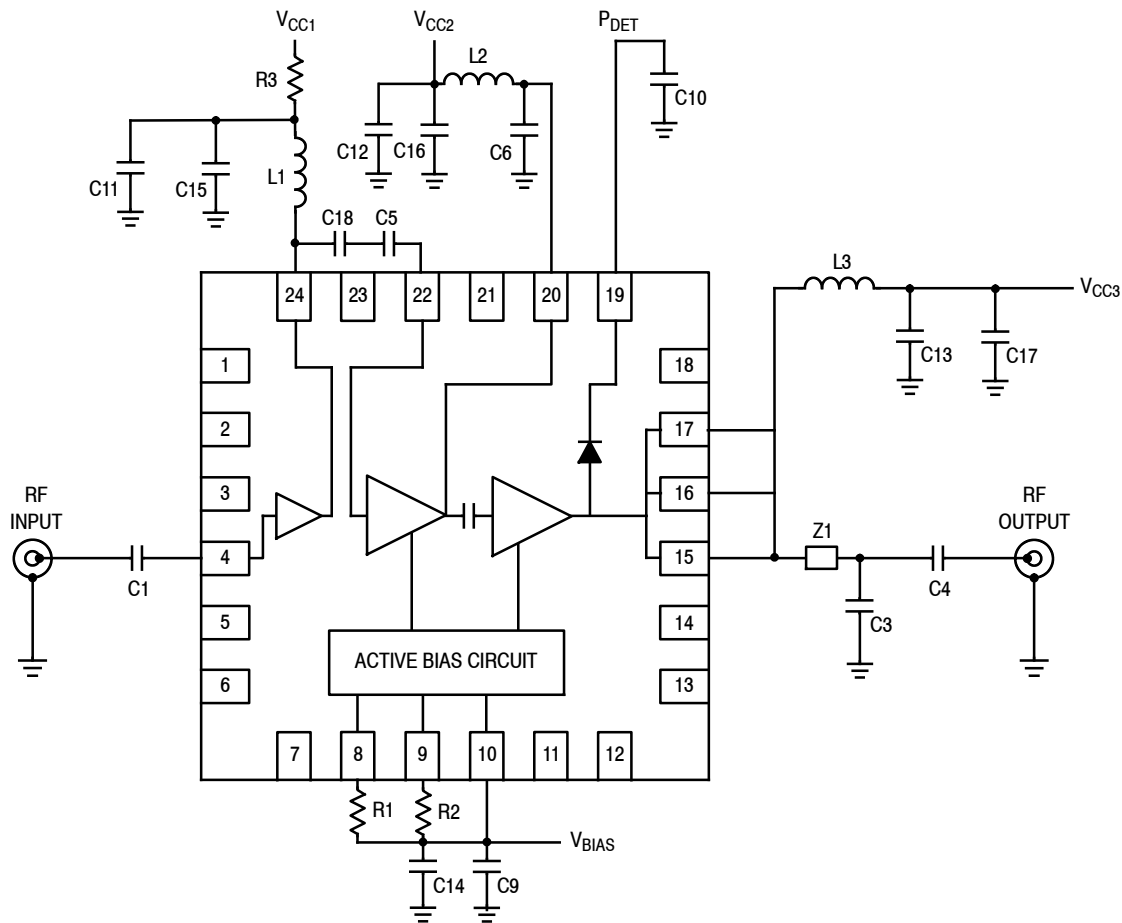 VCC1
VCC2
PDET
R3
L2
C10
C12
C16
C6
C11
C15
L1
C18
C5
24
23
22
21
20
19
L3
VCC3
C13
C17
1
18
2
17
3
16
RF
INPUT
RF
OUTPUT
Z1
4
15
C1
C4
5
14
C3
ACTIVE BIAS CIRCUIT
6
13
7
8
9
10
11
12
R1
R2
VBIAS
C14
C9